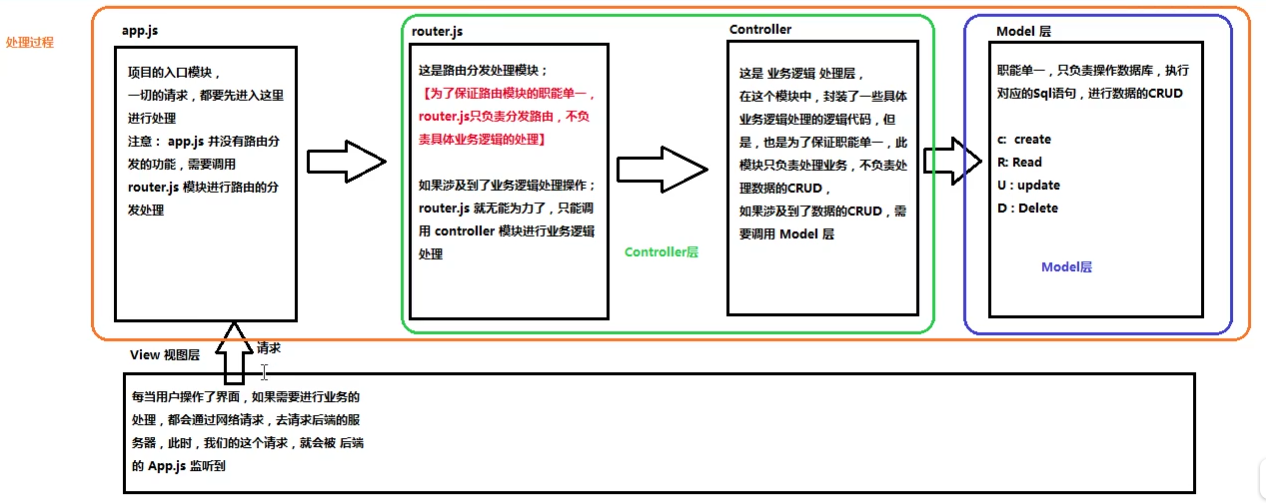 处理过程
app.js
项目的入口模块，
一切的请求，都要先进入这里
进行处理
注意： app.js 并没有路由分
发的功能，需要调用
router.js 模块进行路由的分
发处理
router.js
这是路由分发处理模块；
【为了保证路由模块的职能单一，
router.js只负责分发路由，不负
责具体业务逻辑的处理】
如果涉及到了业务逻辑处理操作；
router.js 就无能为力了，只能调
用 controller 模块进行业务逻辑
处理
Controller层
Controller
这是 业务逻辑 处理层，
在这个模块中，封装了一些具体
业务逻辑处理的逻辑代码，但
是，也是为了保证职能单一，此
模块只负责处理业务，不负责处
理数据的CRUD，
如果涉及到了数据的CRUD，需
要调用 Model 层
Model 层
职能单一，只负责操作数据库，执行
对应的Sql语句，进行数据的CRUD
c: create
R: Read
U : update
D : Delete
Model层
View 视图层
请求
每当用户操作了界面，如果需要进行业务的
处理，都会通过网络请求，去请求后端的服
务器，此时，我们的这个请求，就会被 后端
的 App.js 监听到